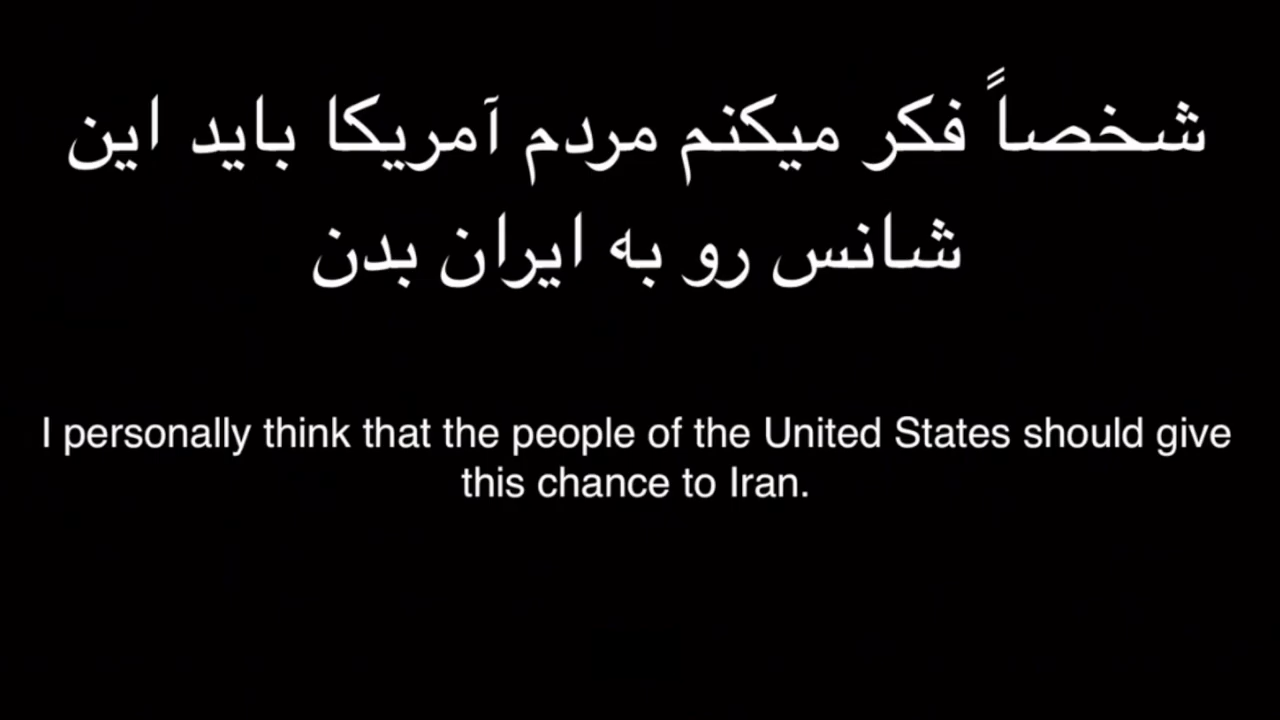 شخصاً فکر میکنم مردم آمریکا باید این
شانس رو به ایران بدن
I personally think that the people of the United States should give
this chance to Iran.